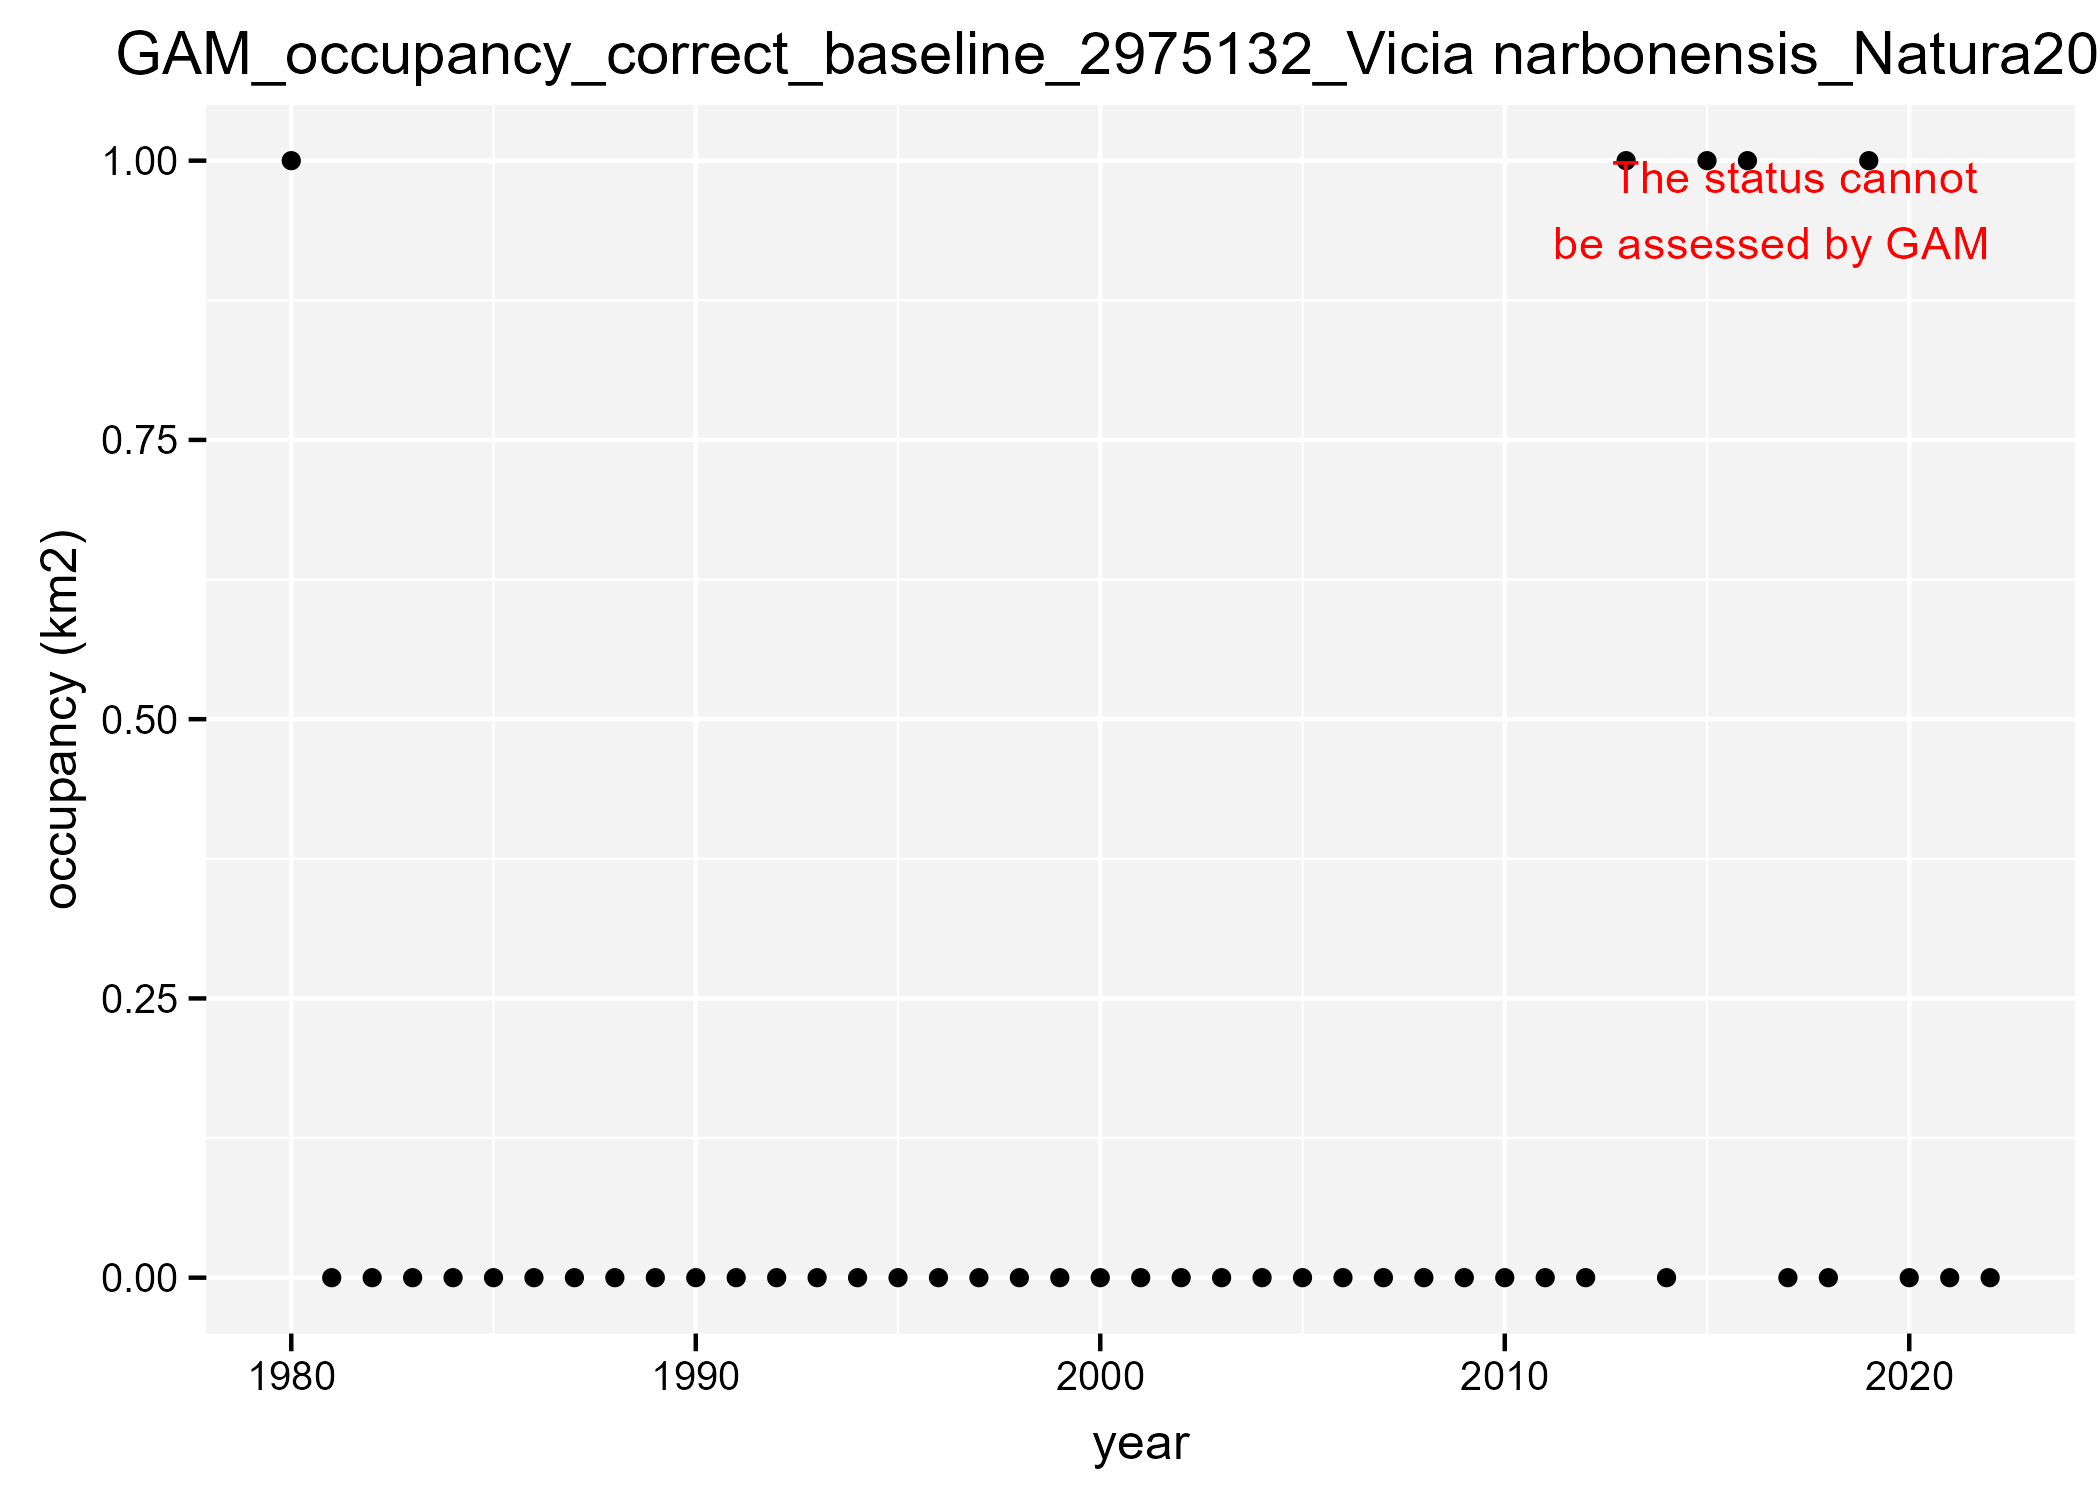 GAM_occupancy_correct_baseline_2975132_Vicia narbonensis_Natura20
1.00
The status cannot
be assessed by GAM
0.75
occupancy (km2)
0.50
0.25
0.00
1980 1990 2000 2010 2020
year